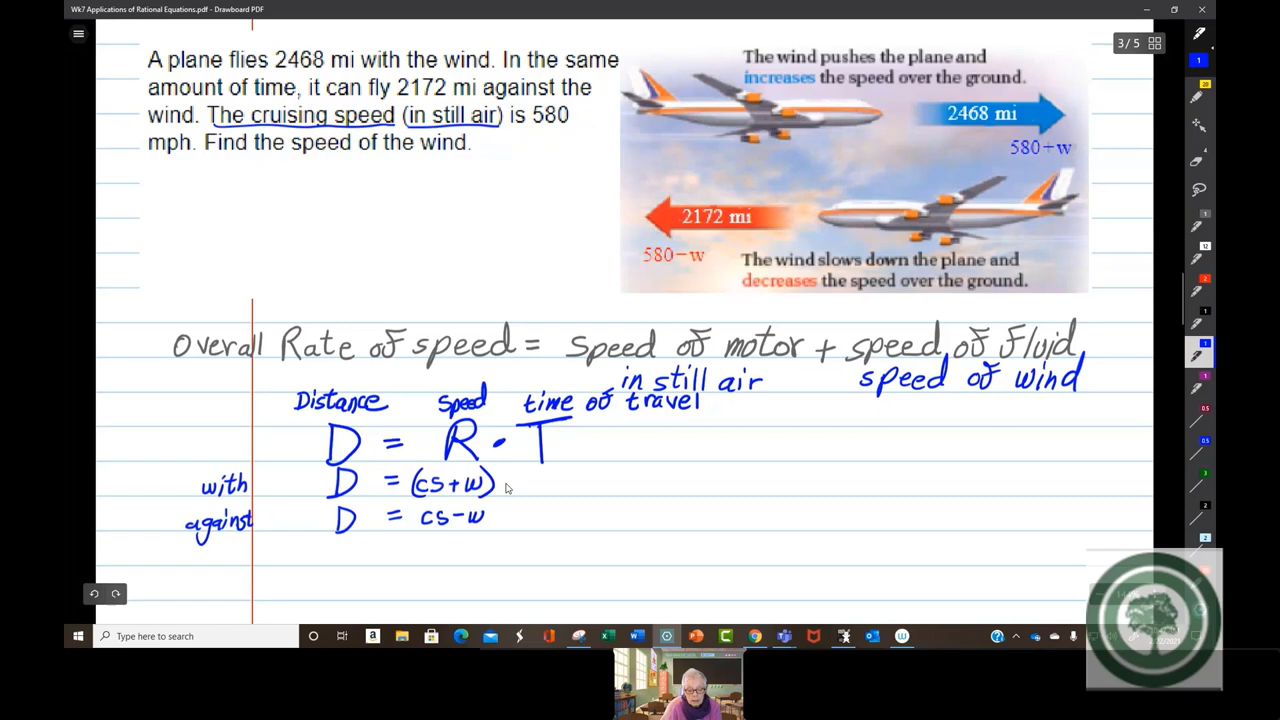 Wk7 Applications of Rational Equations.pdf - Drawboard PDF
3/5
A plane flies 2468 mi with the wind. In the same
amount of time, it can fly 2172 mi against the
wind. The cruising speed (in still air) is 580
mph. Find the speed of the wind.
The wind pushes the plane and
increases the speed over the ground.
2468 mi
580+w
2172 mi
580−w
The wind slows down the plane and
decreases the speed over the ground.
Overall Rate of speed = speed of motor + speed of fluid
in still air speed of wind
Distance speed time of travel
D = R • T
with D = (cs+w)
against D = cs−w
Type here to search